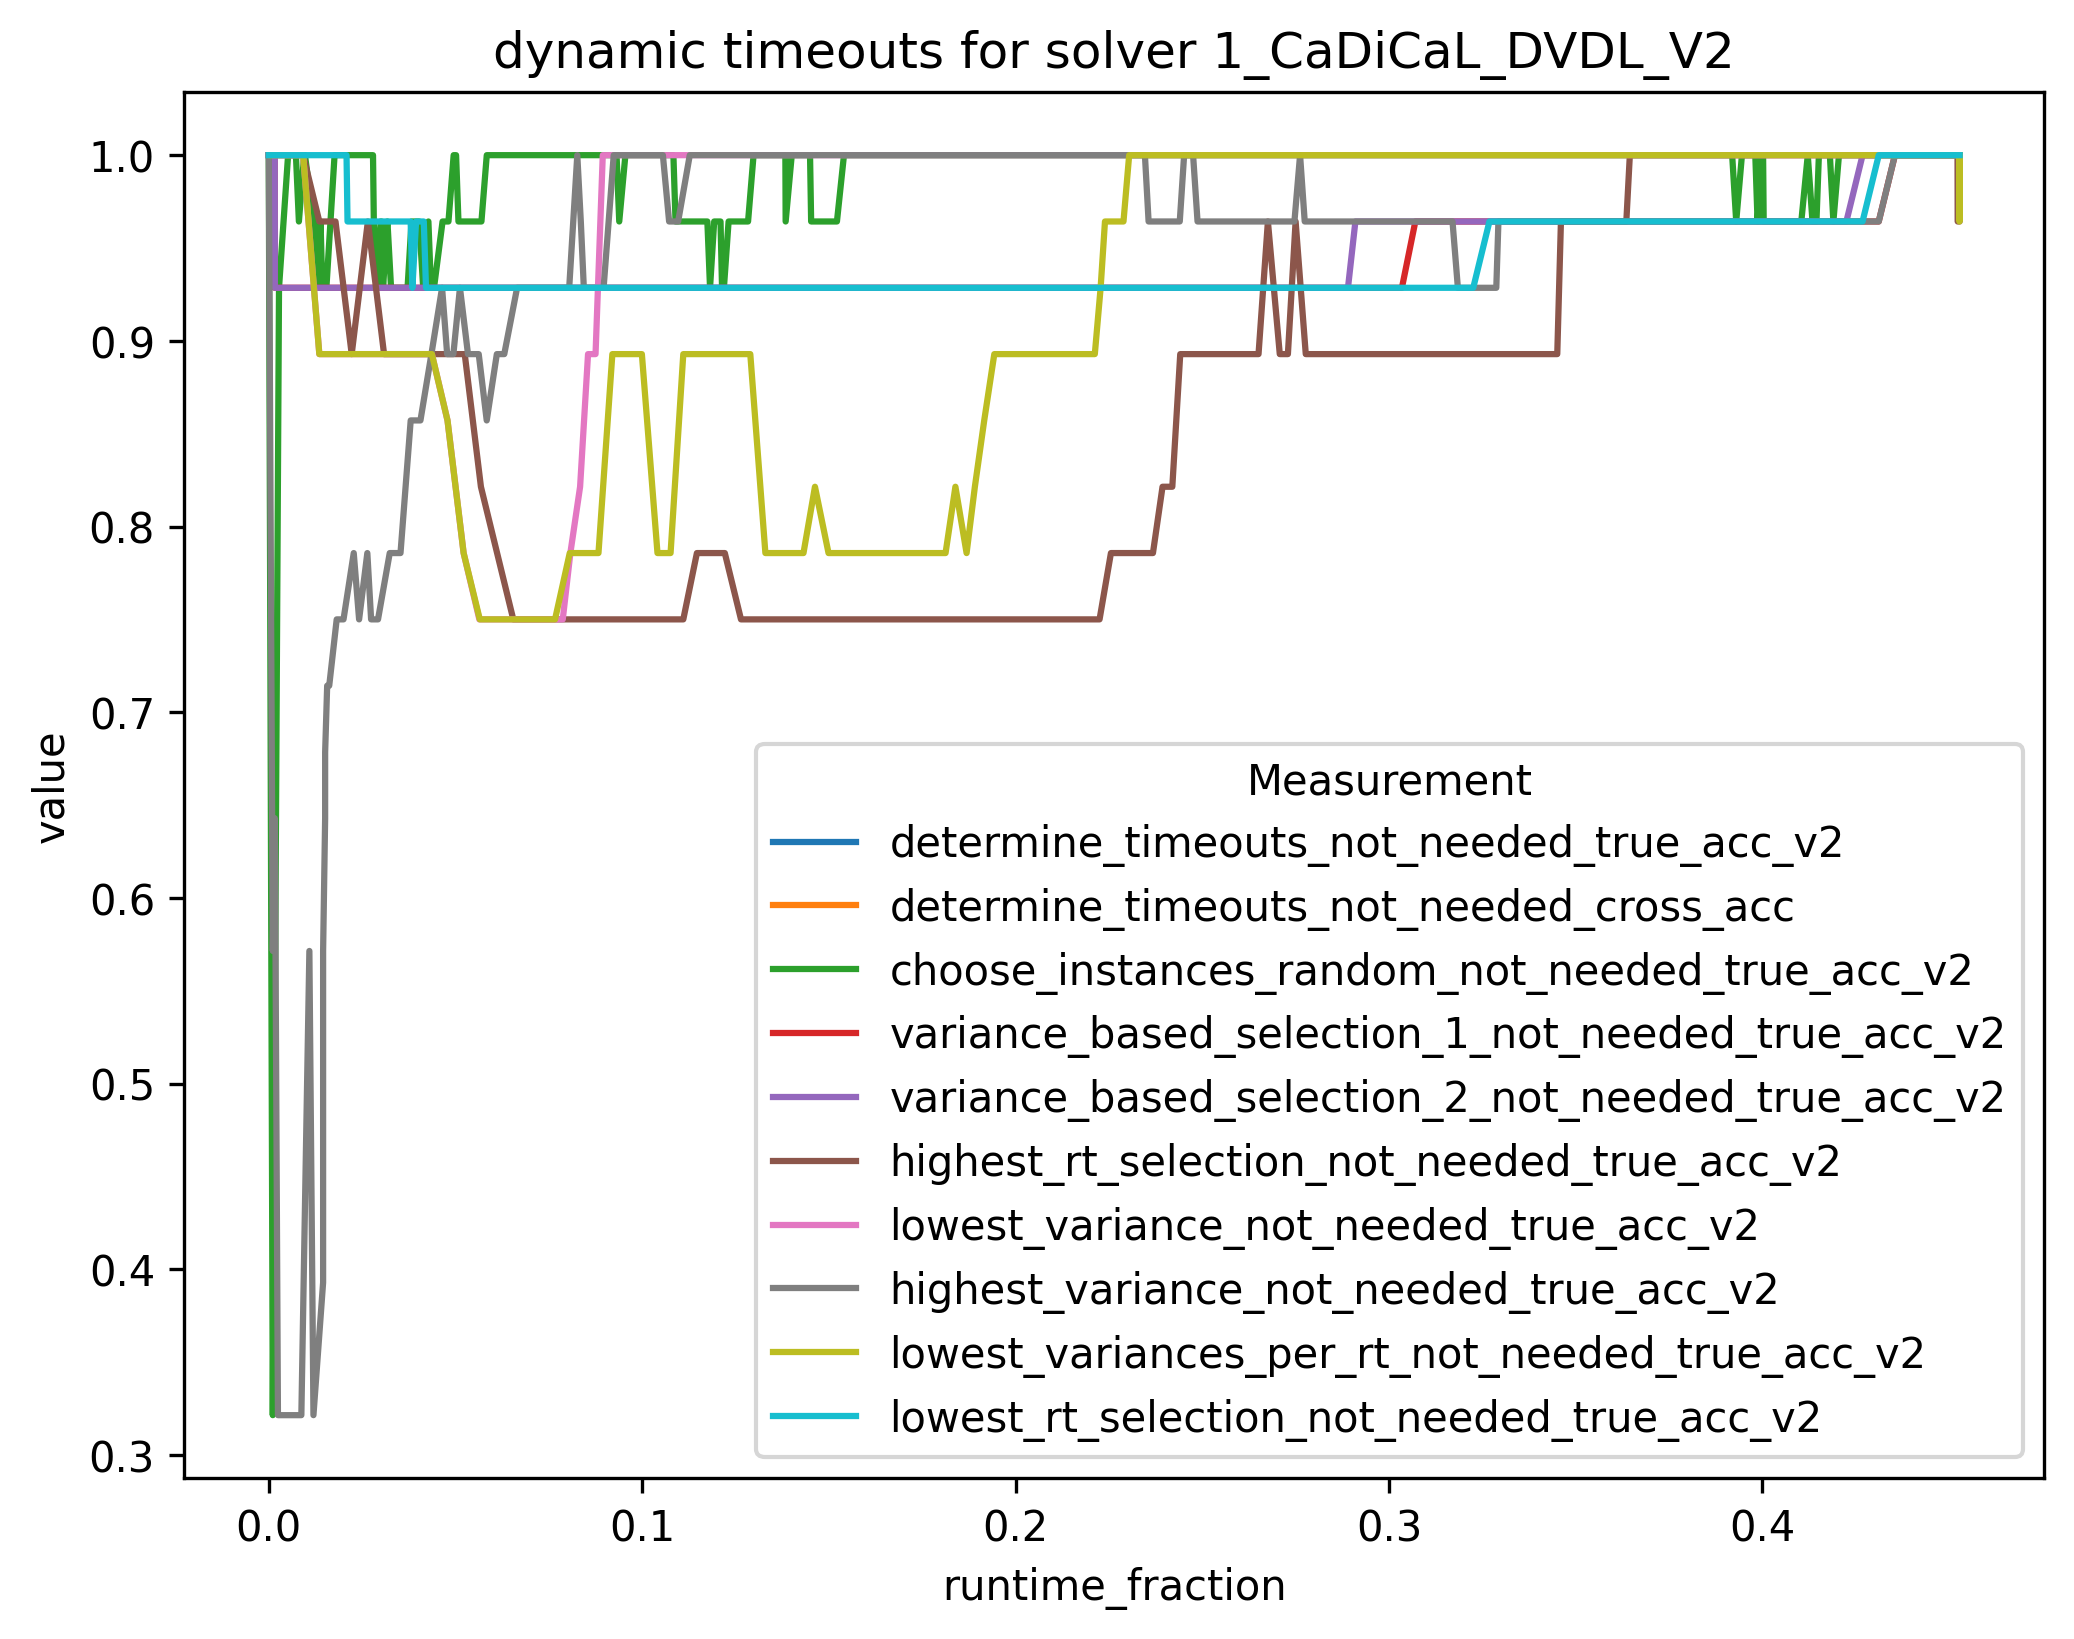 dynamic timeouts for solver 1_CaDiCaL_DVDL_V2
1.0
0.9
0.8
0.7
0.6
0.5
0.4
0.3
value
Measurement
determine_timeouts_not_needed_true_acc_v2
determine_timeouts_not_needed_cross_acc
choose_instances_random_not_needed_true_acc_v2
variance_based_selection_1_not_needed_true_acc_v2
variance_based_selection_2_not_needed_true_acc_v2
highest_rt_selection_not_needed_true_acc_v2
lowest_variance_not_needed_true_acc_v2
highest_variance_not_needed_true_acc_v2
lowest_variances_per_rt_not_needed_true_acc_v2
lowest_rt_selection_not_needed_true_acc_v2
0.0 0.1 0.2 0.3 0.4
runtime_fraction